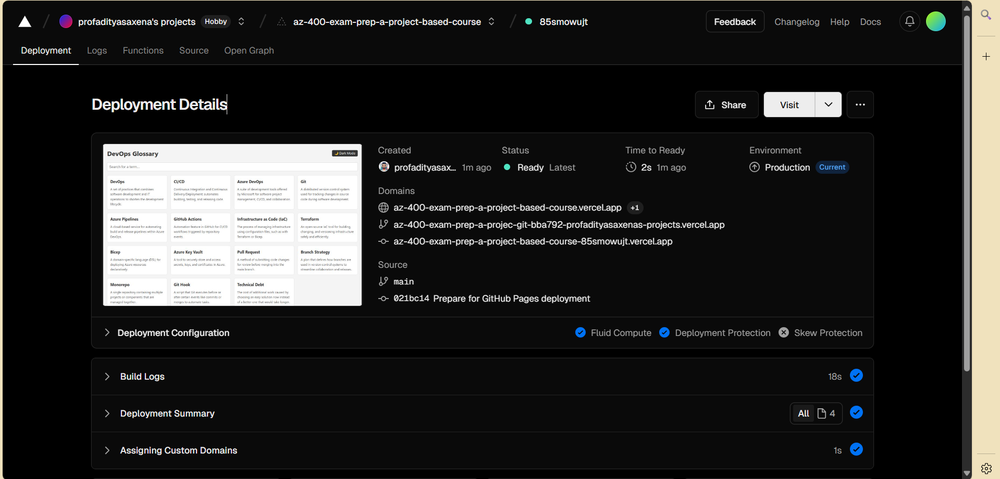 profadityasaxena's projects Hobby az-400-exam-prep-a-project-based-course 85smowujt Feedback Changelog Help Docs
Deployment Logs Functions Source Open Graph
Deployment Details
Share Visit
DevOps Glossary
🌙 Dark Mode
Search for a term...
DevOps
A set of practices that combines
software development and IT
operations to shorten the development
lifecycle.
CI/CD
Continuous Integration and Continuous
Delivery/Deployment; automates
building, testing, and releasing code.
Azure DevOps
A suite of development tools offered
by Microsoft for software project
management, CI/CD, and collaboration.
Git
A distributed version control system
used for tracking changes in source
code during software development.
Azure Pipelines
A cloud-based service for automating
build and release pipelines within Azure
DevOps.
GitHub Actions
Automation feature in GitHub for CI/CD
workflows triggered by repository
events.
Infrastructure as Code (IaC)
The process of managing infrastructure
using configuration files, such as with
Terraform or Bicep.
Terraform
An open-source IaC tool for building,
changing, and versioning infrastructure
safely and efficiently.
Bicep
A domain-specific language (DSL) for
deploying Azure resources
declaratively.
Azure Key Vault
A tool to securely store and access
secrets, keys, and certificates in Azure.
Pull Request
A method of submitting code changes
for review before merging into the
main branch.
Branch Strategy
A plan that defines how branches are
used in version control systems to
streamline collaboration and releases.
Monorepo
A single repository containing multiple
projects or components that are
managed together.
Git Hook
A script that Git executes before or
after certain events like commits or
merges to automate tasks.
Technical Debt
The cost of additional work caused by
choosing an easy solution now instead
of a better one that would take longer.
Created
profadityasax... 1m ago
Status
Ready Latest
Time to Ready
2s 1m ago
Environment
Production Current
Domains
az-400-exam-prep-a-project-based-course.vercel.app +1
az-400-exam-prep-a-projec-git-bba792-profadityasaxenas-projects.vercel.app
az-400-exam-prep-a-project-based-course-85smowujt.vercel.app
Source
main
021bc14 Prepare for GitHub Pages deployment
Deployment Configuration Fluid Compute Deployment Protection Skew Protection
Build Logs 18s
Deployment Summary All 4
Assigning Custom Domains 1s